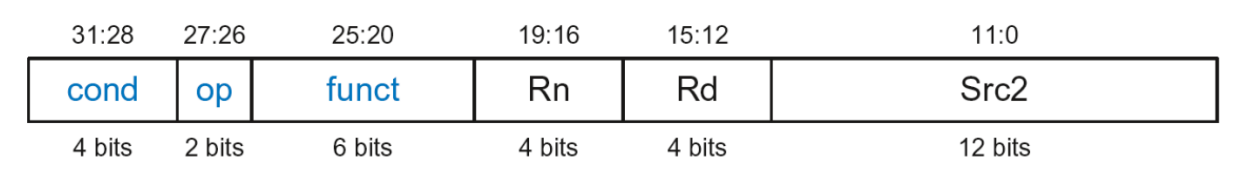 31:28 27:26 25:20 19:16 15:12 11:0
cond op funct Rn Rd Src2
4 bits 2 bits 6 bits 4 bits 4 bits 12 bits